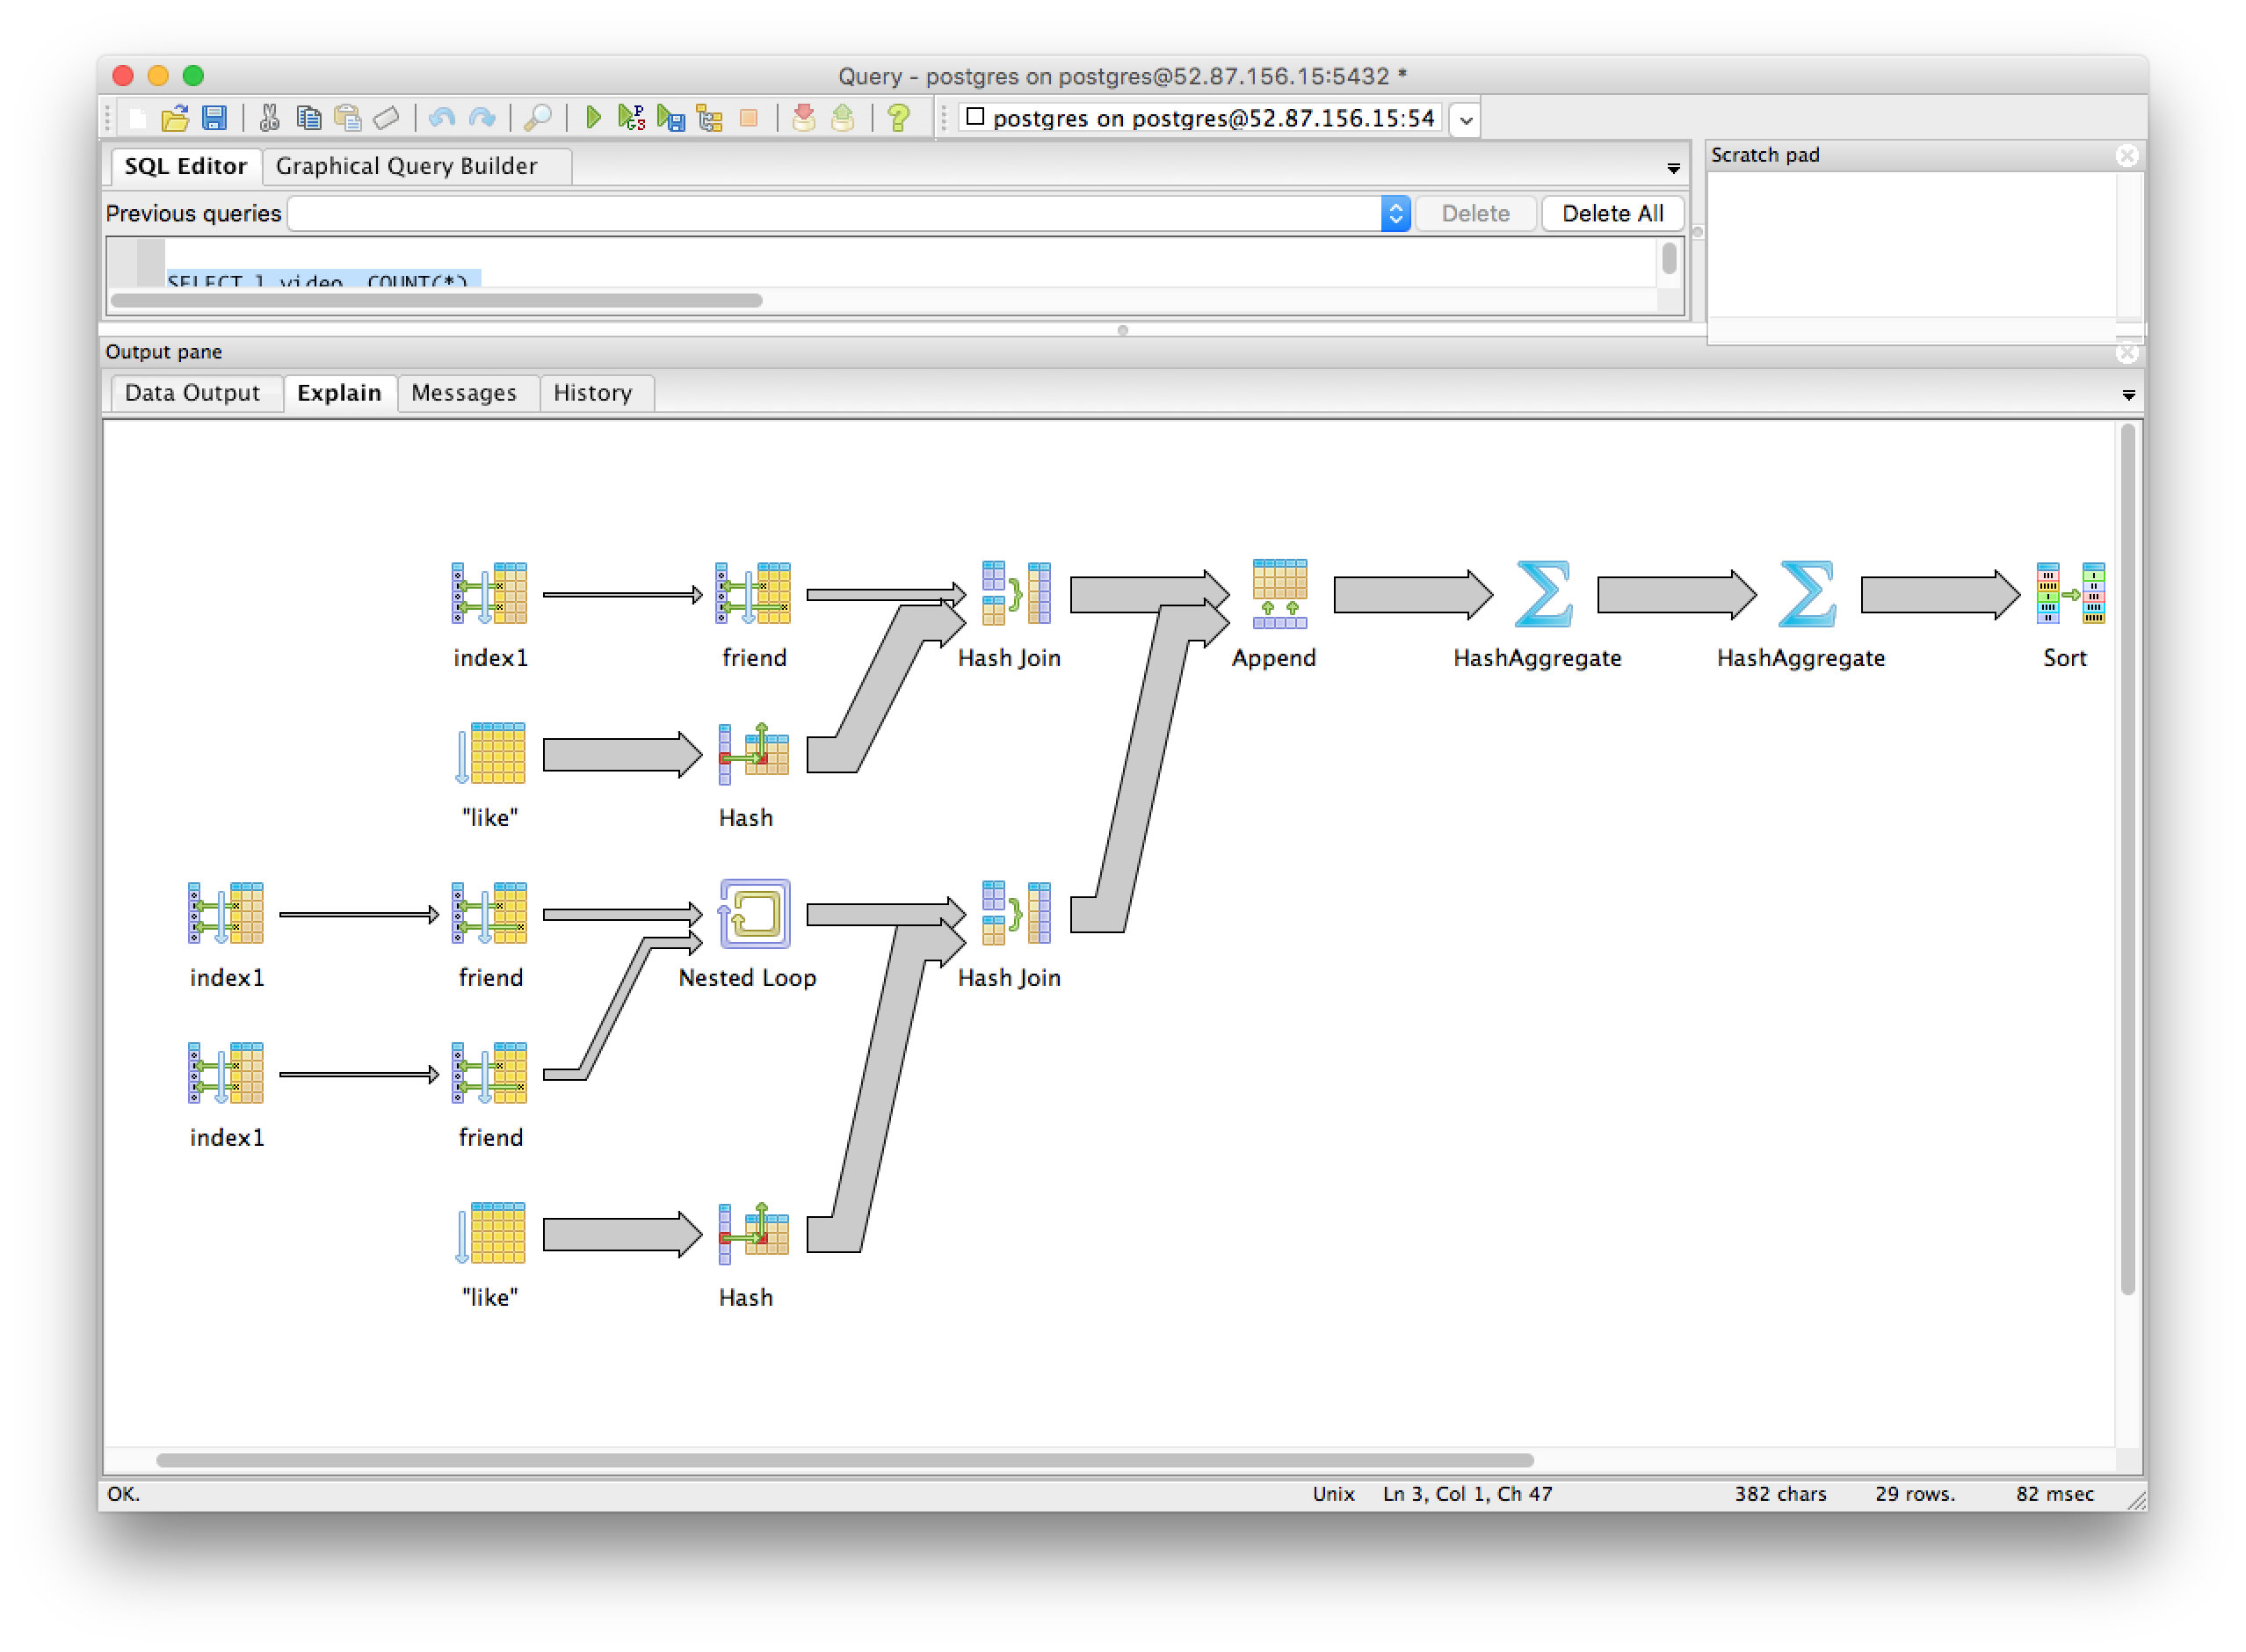 Query - postgres on postgres@52.87.156.15:5432 *
postgres on postgres@52.87.156.15:54
SQL Editor
Graphical Query Builder
Scratch pad
Previous queries
Delete
Delete All
SELECT l.video, COUNT(*)
Output pane
Data Output
Explain
Messages
History
index1
friend
Hash Join
Append
HashAggregate
HashAggregate
Sort
"like"
Hash
index1
friend
Nested Loop
Hash Join
index1
friend
"like"
Hash
OK.
Unix
Ln 3, Col 1, Ch 47
382 chars
29 rows.
82 msec